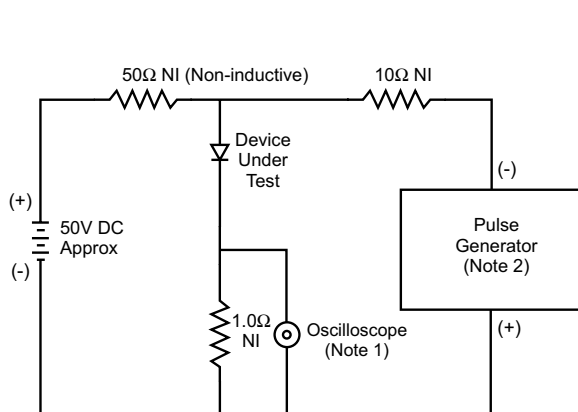 50Ω NI (Non-inductive)
10Ω NI
Device
Under
Test
(-)
(+)
50V DC
Approx
(-)
Pulse
Generator
(Note 2)
1.0Ω
NI
Oscilloscope
(Note 1)
(+)